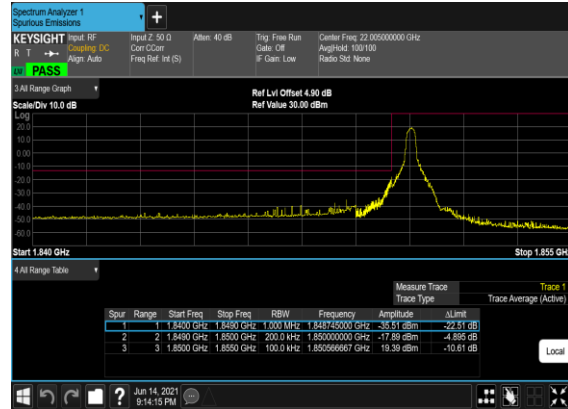 Spectrum Analyzer 1
Spurious Emissions
KEYSIGHT Input: RF Input Z: 50 Ω Atten: 40 dB Trig: Free Run Center Freq: 22.005000000 GHz
R T Coupling: DC Corr CCorr Gate: Off Avg|Hold: 100/100
Align: Auto Freq Ref: Int (S) IF Gain: Low Radio Std: None
PASS
3 All Range Graph Ref Lvl Offset 4.90 dB
Scale/Div 10.0 dB Ref Value 30.00 dBm
Log
20.0
10.0
0.00
-10.0
-20.0
-30.0
-40.0
-50.0
-60.0
Start 1.840 GHz Stop 1.855 GHz
4 All Range Table
Measure Trace Trace 1
Trace Type Trace Average (Active)
Spur Range Start Freq Stop Freq RBW Frequency Amplitude ΔLimit
1 1 1.8400 GHz 1.8490 GHz 1.000 MHz 1.848745000 GHz -35.51 dBm -22.51 dB
2 2 1.8490 GHz 1.8500 GHz 200.0 kHz 1.850000000 GHz -17.89 dBm -4.895 dB
3 3 1.8500 GHz 1.8550 GHz 100.0 kHz 1.850566667 GHz 19.39 dBm -10.61 dB
Local
? Jun 14, 2021
9:14:15 PM